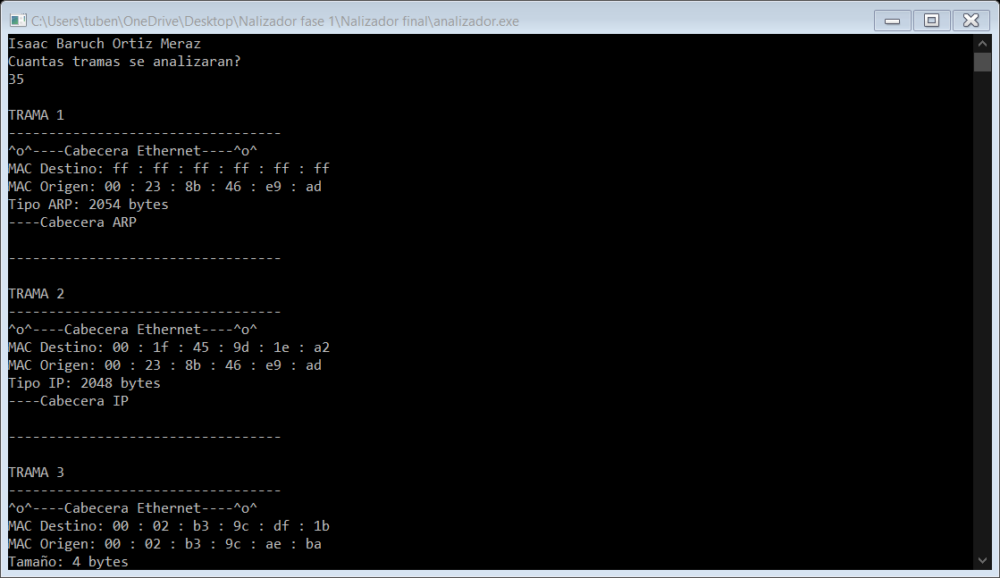 C:\Users\tuben\OneDrive\Desktop\Nalizador fase 1\Nalizador final\analizador.exe
Isaac Baruch Ortiz Meraz
Cuantas tramas se analizaran?
35
TRAMA 1
----------------------------------
^o^----Cabecera Ethernet----^o^
MAC Destino: ff : ff : ff : ff : ff : ff
MAC Origen: 00 : 23 : 8b : 46 : e9 : ad
Tipo ARP: 2054 bytes
----Cabecera ARP
----------------------------------
TRAMA 2
----------------------------------
^o^----Cabecera Ethernet----^o^
MAC Destino: 00 : 1f : 45 : 9d : 1e : a2
MAC Origen: 00 : 23 : 8b : 46 : e9 : ad
Tipo IP: 2048 bytes
----Cabecera IP
----------------------------------
TRAMA 3
----------------------------------
^o^----Cabecera Ethernet----^o^
MAC Destino: 00 : 02 : b3 : 9c : df : 1b
MAC Origen: 00 : 02 : b3 : 9c : ae : ba
Tamaño: 4 bytes